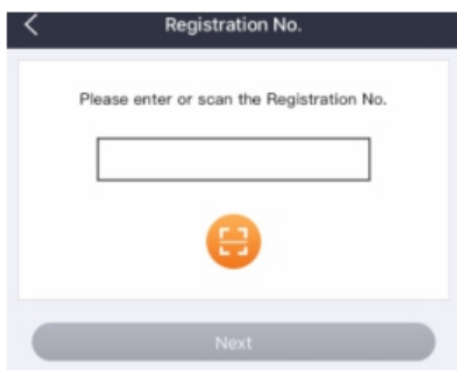 Registration No.
Please enter or scan the Registration No.
Next